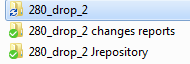 280_drop_2
280_drop_2 changes reports
280_drop_2 Jrepository